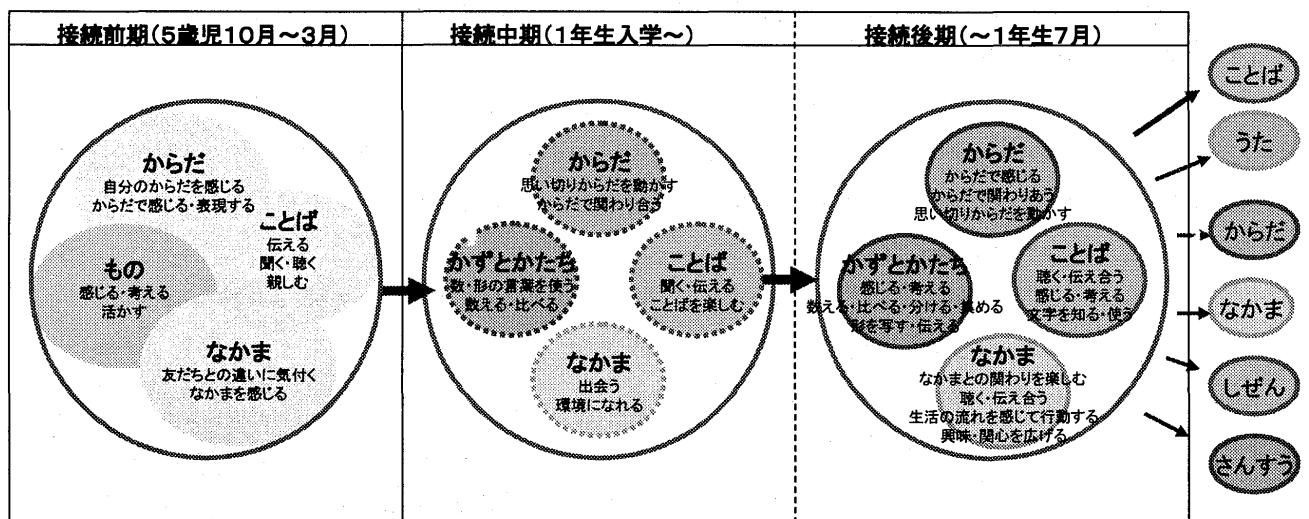 接続前期(5歳児10月～3月)
からだ
自分のからだを感じる
からだで感じる・表現する
ことば
伝える
聞く・聴く
親しむ
もの
感じる・考える
活かす
なかま
友だちとの違いに気付く
なかまを感じる
接続中期(1年生入学～)
からだ
思い切りからだを動かす
からだで関わり合う
かずとかたち
数・形の言葉を使う
数える・比べる
ことば
聞く・伝える
ことばを楽しむ
なかま
出会う
環境になれる
接続後期(～1年生7月)
からだ
からだで感じる
からだで関わりあう
思い切りからだを動かす
かずとかたち
感じる・考える
数える・比べる・分ける・集める
形を写す・伝える
ことば
聴く・伝え合う
感じる・考える
文字を知る・使う
なかま
なかまとの関わりを楽しむ
聴く・伝え合う
生活の流れを感じて行動する
興味・関心を広げる
ことば
うた
からだ
なかま
しぜん
さんすう